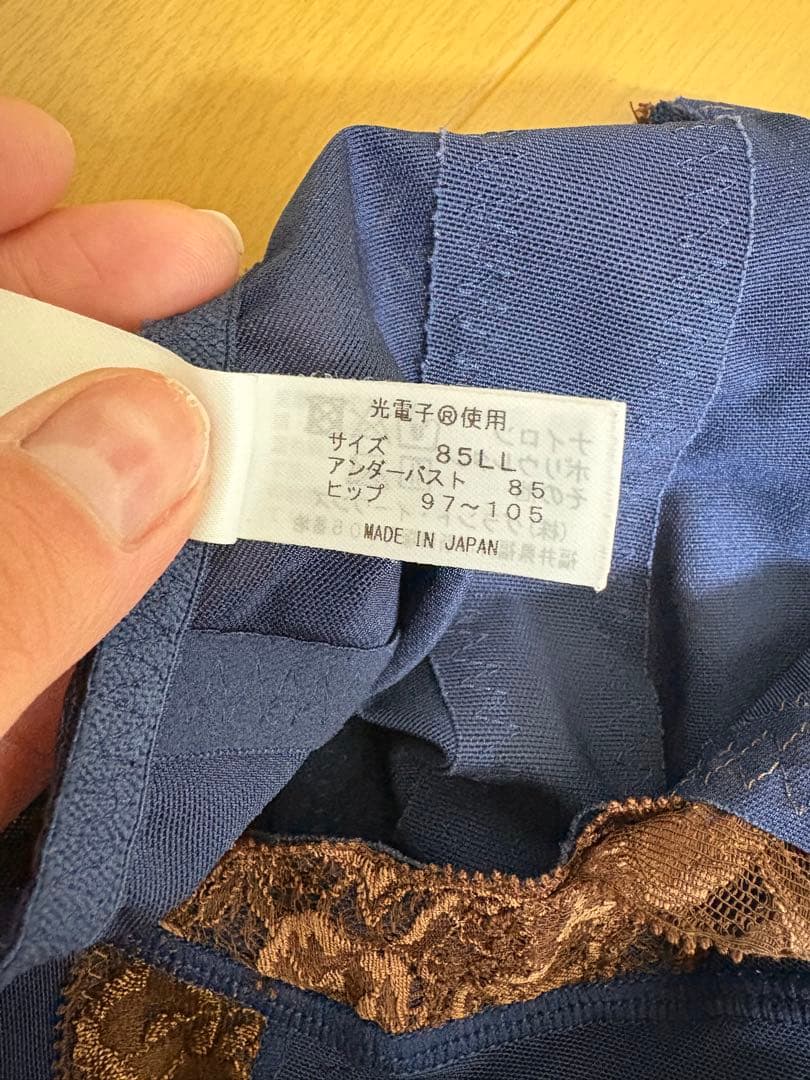 光電子®使用
サイズ 85LL
アンダーバスト 85
ヒップ 97～105
MADE IN JAPAN